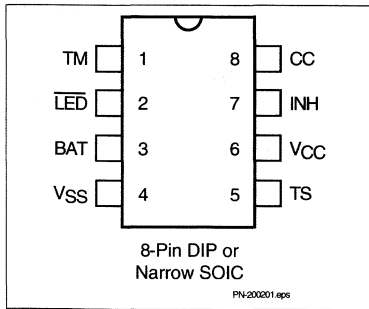 TM 1 8 CC
LED 2 7 INH
BAT 3 6 VCC
VSS 4 5 TS
8-Pin DIP or
Narrow SOIC
PN-200201.eps